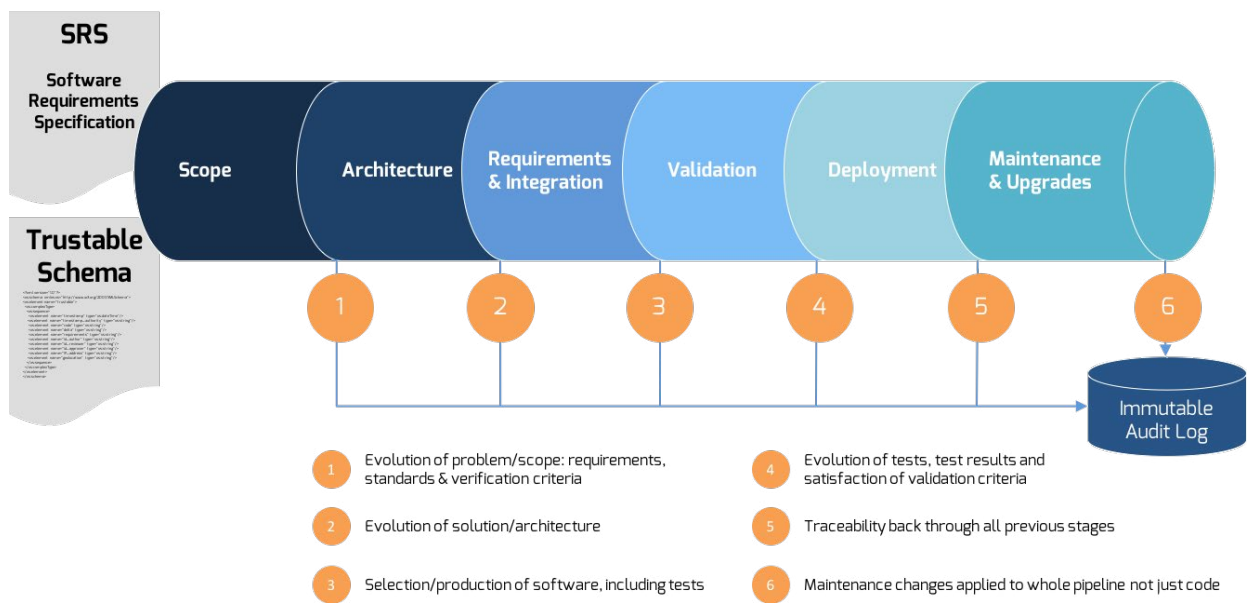 SRS
Software
Requirements
Specification
Trustable
Schema
Scope
Architecture
Requirements
& Integration
Validation
Deployment
Maintenance
& Upgrades
1
2
3
4
5
6
Immutable
Audit Log
1
Evolution of problem/scope: requirements,
standards & verification criteria
2
Evolution of solution/architecture
3
Selection/production of software, including tests
4
Evolution of tests, test results and
satisfaction of validation criteria
5
Traceability back through all previous stages
6
Maintenance changes applied to whole pipeline not just code